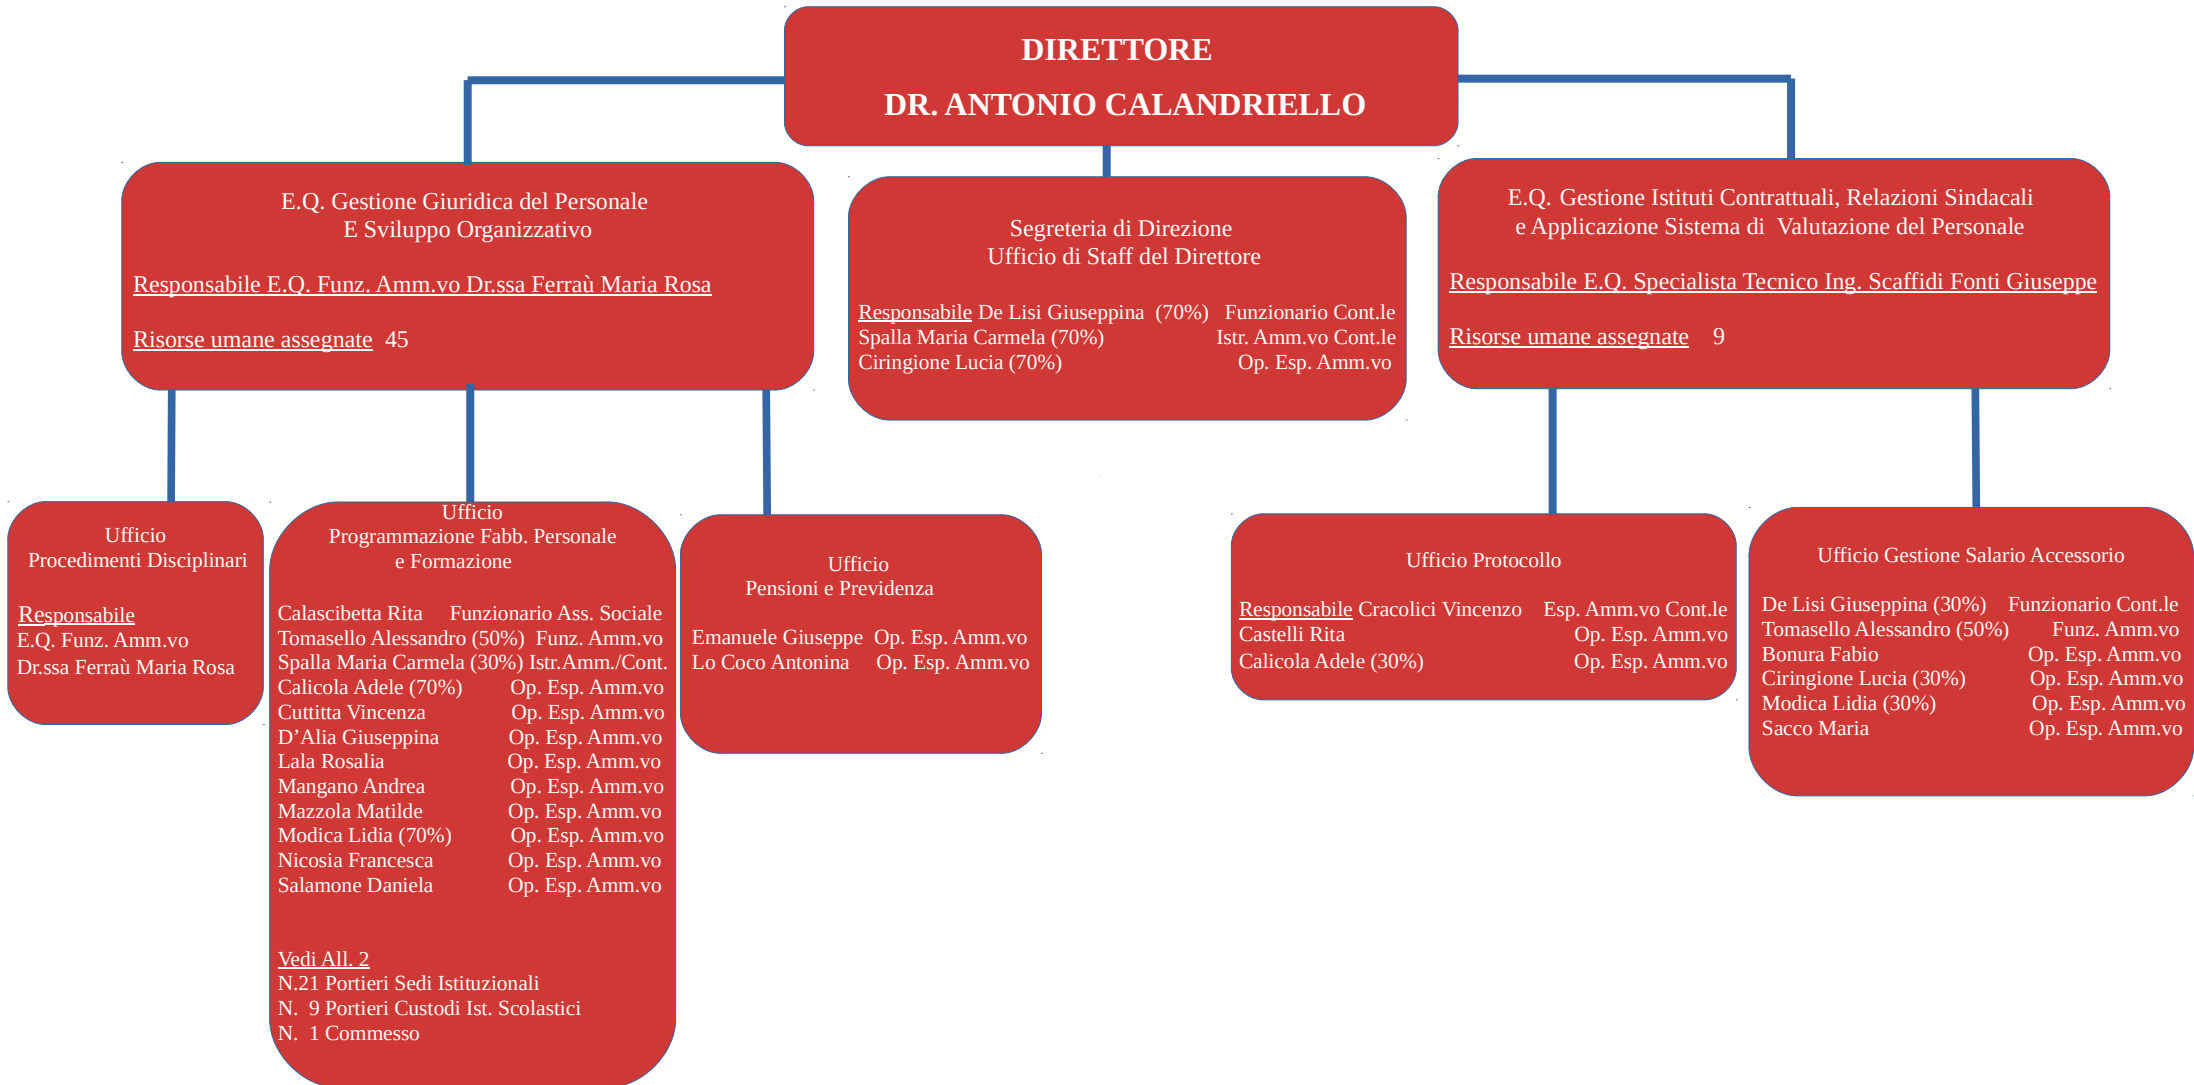 DIRETTORE
DR. ANTONIO CALANDRIELLO
E.Q. Gestione Giuridica del Personale
E Sviluppo Organizzativo
Responsabile E.Q. Funz. Amm.vo Dr.ssa Ferraù Maria Rosa
Risorse umane assegnate 45
Segreteria di Direzione
Ufficio di Staff del Direttore
Responsabile De Lisi Giuseppina (70%) Funzionario Cont.le
Spalla Maria Carmela (70%) Istr. Amm.vo Cont.le
Ciringione Lucia (70%) Op. Esp. Amm.vo
E.Q. Gestione Istituti Contrattuali, Relazioni Sindacali
e Applicazione Sistema di Valutazione del Personale
Responsabile E.Q. Specialista Tecnico Ing. Scaffidi Fonti Giuseppe
Risorse umane assegnate 9
Ufficio
Procedimenti Disciplinari
Responsabile
E.Q. Funz. Amm.vo
Dr.ssa Ferraù Maria Rosa
Ufficio
Programmazione Fabb. Personale
e Formazione
Calascibetta Rita Funzionario Ass. Sociale
Tomasello Alessandro (50%) Funz. Amm.vo
Spalla Maria Carmela (30%) Istr.Amm./Cont.
Calicola Adele (70%) Op. Esp. Amm.vo
Cuttitta Vincenza Op. Esp. Amm.vo
D’Alia Giuseppina Op. Esp. Amm.vo
Lala Rosalia Op. Esp. Amm.vo
Mangano Andrea Op. Esp. Amm.vo
Mazzola Matilde Op. Esp. Amm.vo
Modica Lidia (70%) Op. Esp. Amm.vo
Nicosia Francesca Op. Esp. Amm.vo
Salamone Daniela Op. Esp. Amm.vo
Vedi All. 2
N.21 Portieri Sedi Istituzionali
N. 9 Portieri Custodi Ist. Scolastici
N. 1 Commesso
Ufficio
Pensioni e Previdenza
Emanuele Giuseppe Op. Esp. Amm.vo
Lo Coco Antonina Op. Esp. Amm.vo
Ufficio Protocollo
Responsabile Cracolici Vincenzo Esp. Amm.vo Cont.le
Castelli Rita Op. Esp. Amm.vo
Calicola Adele (30%) Op. Esp. Amm.vo
Ufficio Gestione Salario Accessorio
De Lisi Giuseppina (30%) Funzionario Cont.le
Tomasello Alessandro (50%) Funz. Amm.vo
Bonura Fabio Op. Esp. Amm.vo
Ciringione Lucia (30%) Op. Esp. Amm.vo
Modica Lidia (30%) Op. Esp. Amm.vo
Sacco Maria Op. Esp. Amm.vo